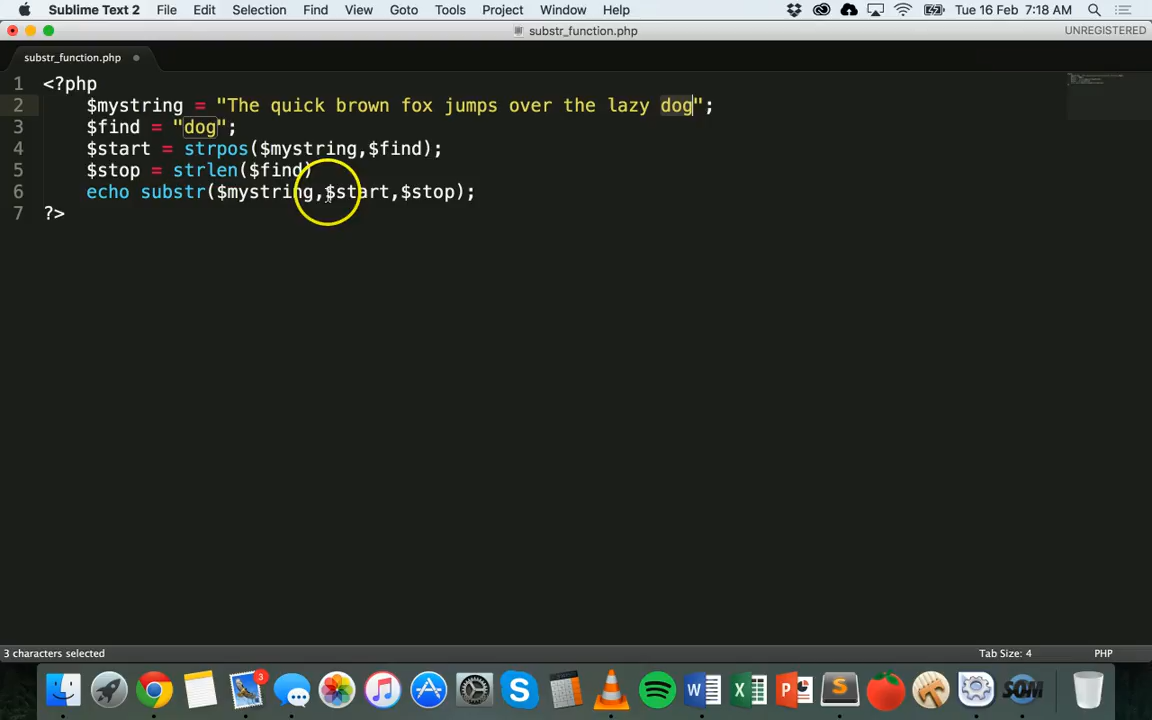 Sublime Text 2 File Edit Selection Find View Goto Tools Project Window Help Tue 16 Feb 7:18 AM
substr_function.php UNREGISTERED
substr_function.php
1 <?php
2 $mystring = "The quick brown fox jumps over the lazy dog";
3 $find = "dog";
4 $start = strpos($mystring,$find);
5 $stop = strlen($find)
6 echo substr($mystring,$start,$stop);
7 ?>
3 characters selected Tab Size: 4 PHP
3
SOM